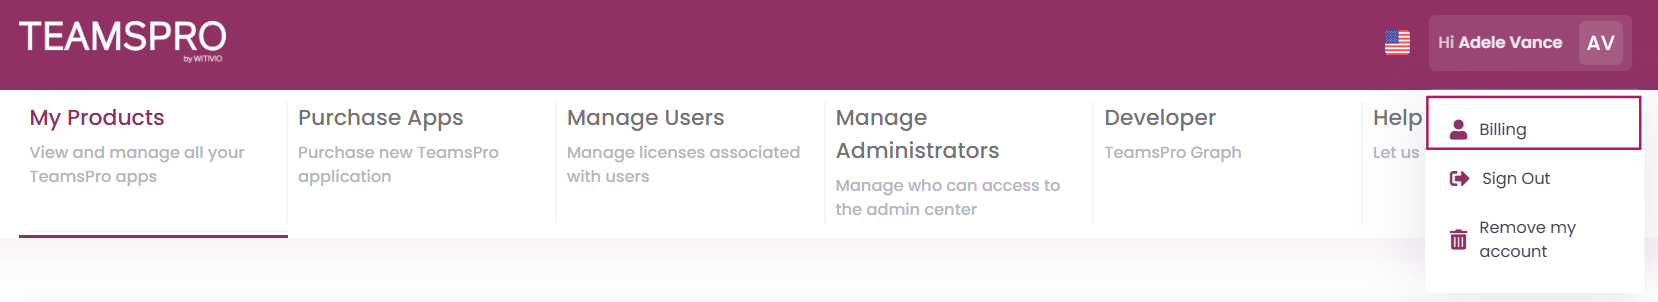 TEAMSPRO
by WITIVIO
Hi Adele Vance
AV
My Products
View and manage all your
TeamsPro apps
Purchase Apps
Purchase new TeamsPro
application
Manage Users
Manage licenses associated
with users
Manage
Administrators
Manage who can access to
the admin center
Developer
TeamsPro Graph
Help
Let us
Billing
Sign Out
Remove my
account